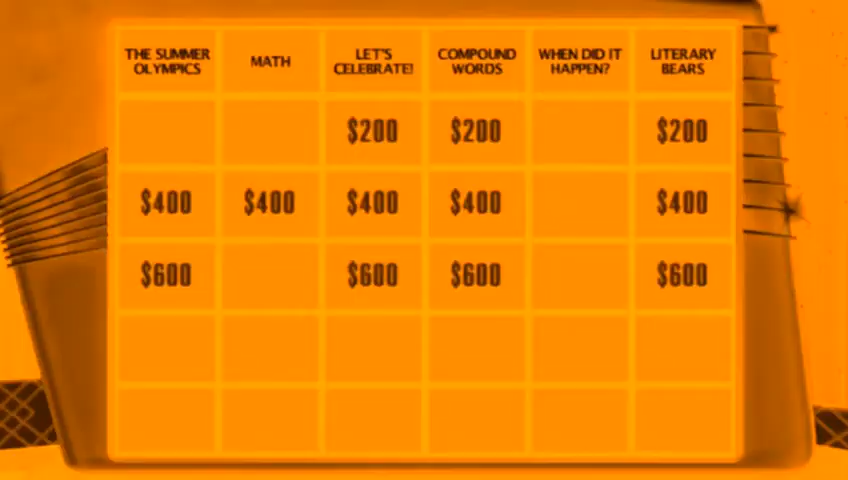 THE SUMMER
OLYMPICS
MATH
LET'S
CELEBRATE!
COMPOUND
WORDS
WHEN DID IT
HAPPEN?
LITERARY
BEARS
$200
$200
$200
$400
$400
$400
$400
$400
$600
$600
$600
$600